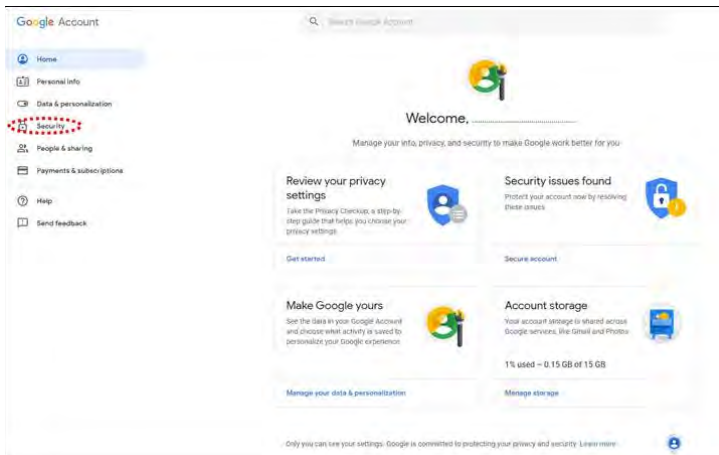 Google Account
Search Google Account
Home
Personal info
Data & personalization
Security
People & sharing
Payments & subscriptions
Help
Send feedback
Welcome,
Manage your info, privacy, and security to make Google work better for you
Review your privacy
settings
Take the Privacy Checkup, a step-by-
step guide that helps you choose your
privacy settings
Get started
Security issues found
Protect your account now by resolving
these issues
Secure account
Make Google yours
See the data in your Google Account
and choose what activity is saved to
personalize your Google experience
Manage your data & personalization
Account storage
Your account storage is shared across
Google services, like Gmail and Photos
1% used – 0.15 GB of 15 GB
Manage storage
Only you can see your settings. Google is committed to protecting your privacy and security. Learn more